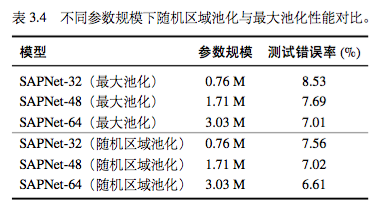 表 3.4 不同参数规模下随机区域池化与最大池化性能对比。
模型 参数规模 测试错误率 (%)
SAPNet-32（最大池化） 0.76 M 8.53
SAPNet-48（最大池化） 1.71 M 7.69
SAPNet-64（最大池化） 3.03 M 7.01
SAPNet-32（随机区域池化） 0.76 M 7.56
SAPNet-48（随机区域池化） 1.71 M 7.02
SAPNet-64（随机区域池化） 3.03 M 6.61